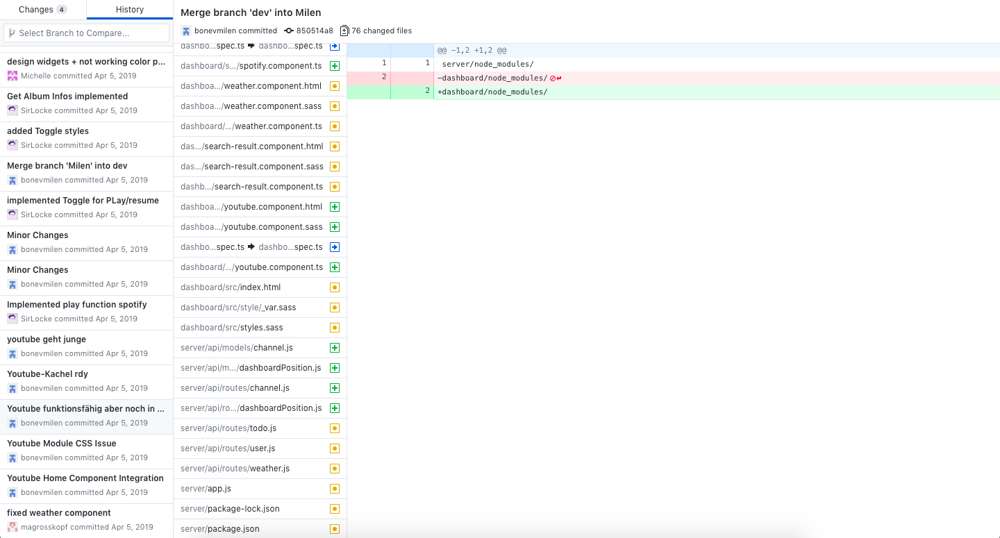 Changes 4 History
Select Branch to Compare...
design widgets + not working color p...
Michelle committed Apr 5, 2019
Get Album Infos implemented
SirLocke committed Apr 5, 2019
added Toggle styles
SirLocke committed Apr 5, 2019
Merge branch 'Milen' into dev
bonevmilen committed Apr 5, 2019
implemented Toggle for PLay/resume
SirLocke committed Apr 5, 2019
Minor Changes
bonevmilen committed Apr 5, 2019
Minor Changes
bonevmilen committed Apr 5, 2019
Implemented play function spotify
SirLocke committed Apr 5, 2019
youtube geht junge
bonevmilen committed Apr 5, 2019
Youtube-Kachel rdy
bonevmilen committed Apr 5, 2019
Youtube funktionsfähig aber noch in ...
bonevmilen committed Apr 5, 2019
Youtube Module CSS Issue
bonevmilen committed Apr 5, 2019
Youtube Home Component Integration
bonevmilen committed Apr 5, 2019
fixed weather component
magrosskopf committed Apr 5, 2019
Merge branch 'dev' into Milen
bonevmilen committed 850514a8 76 changed files
dashbo...spec.ts → dashbo...spec.ts
dashboard/s.../spotify.component.ts
dashboa.../weather.component.html
dashboa.../weather.component.sass
dashboard/.../weather.component.ts
das.../search-result.component.html
das.../search-result.component.sass
dashb.../search-result.component.ts
dashboa.../youtube.component.html
dashboa.../youtube.component.sass
dashbo...spec.ts → dashbo...spec.ts
dashboard/.../youtube.component.ts
dashboard/src/index.html
dashboard/src/style/_var.sass
dashboard/src/styles.sass
server/api/models/channel.js
server/api/m.../dashboardPosition.js
server/api/routes/channel.js
server/api/ro.../dashboardPosition.js
server/api/routes/todo.js
server/api/routes/user.js
server/api/routes/weather.js
server/app.js
server/package-lock.json
server/package.json
@@ -1,2 +1,2 @@
1 1 server/node_modules/
2 -dashboard/node_modules/
2 +dashboard/node_modules/